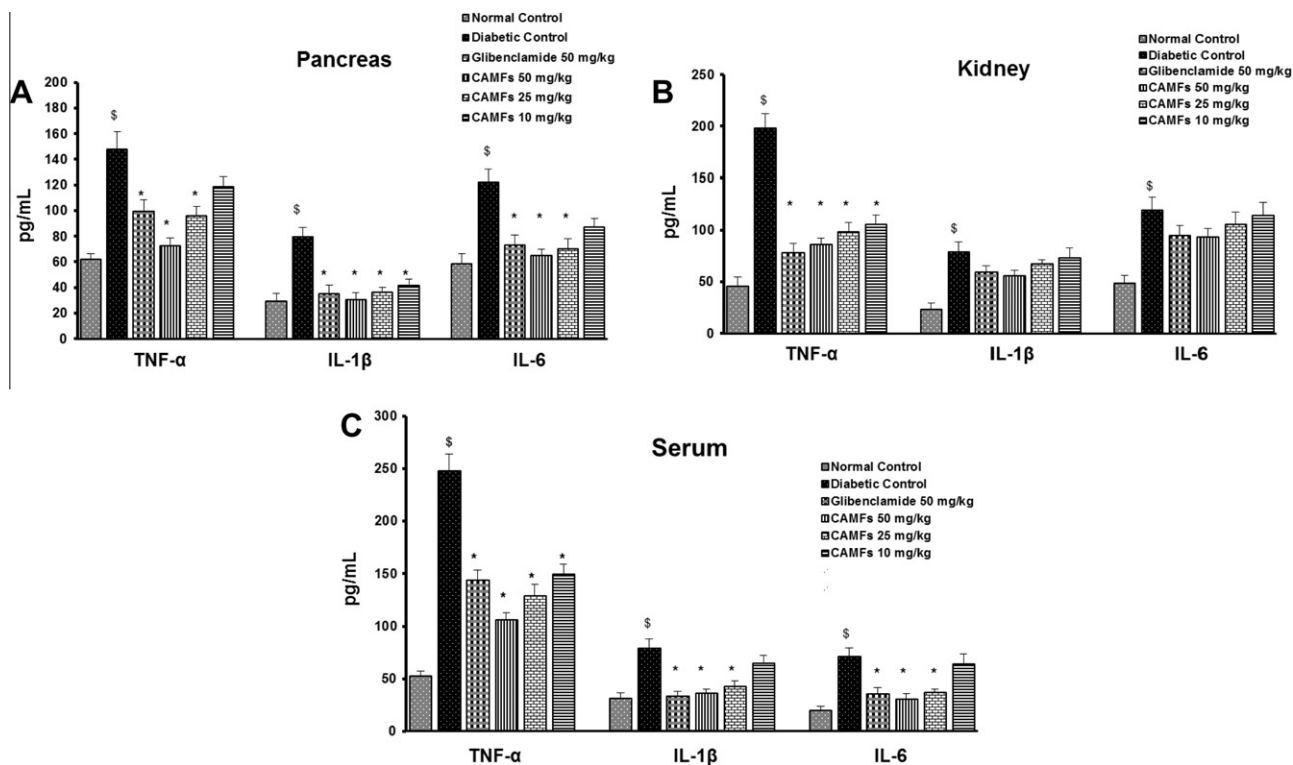 A
Pancreas
Normal Control
Diabetic Control
Glibenclamide 50 mg/kg
CAMFs 50 mg/kg
CAMFs 25 mg/kg
CAMFs 10 mg/kg
pg/mL
200
180
160
140
120
100
80
60
40
20
0
$
*
*
*
$
*
*
*
*
$
*
*
*
TNF-α
IL-1β
IL-6
B
Kidney
Normal Control
Diabetic Control
Glibenclamide 50 mg/kg
CAMFs 50 mg/kg
CAMFs 25 mg/kg
CAMFs 10 mg/kg
pg/mL
250
200
150
100
50
0
$
*
*
*
*
$
$
TNF-α
IL-1β
IL-6
C
Serum
Normal Control
Diabetic Control
Glibenclamide 50 mg/kg
CAMFs 50 mg/kg
CAMFs 25 mg/kg
CAMFs 10 mg/kg
pg/mL
300
250
200
150
100
50
0
$
*
*
*
*
$
*
*
*
$
*
*
*
TNF-α
IL-1β
IL-6